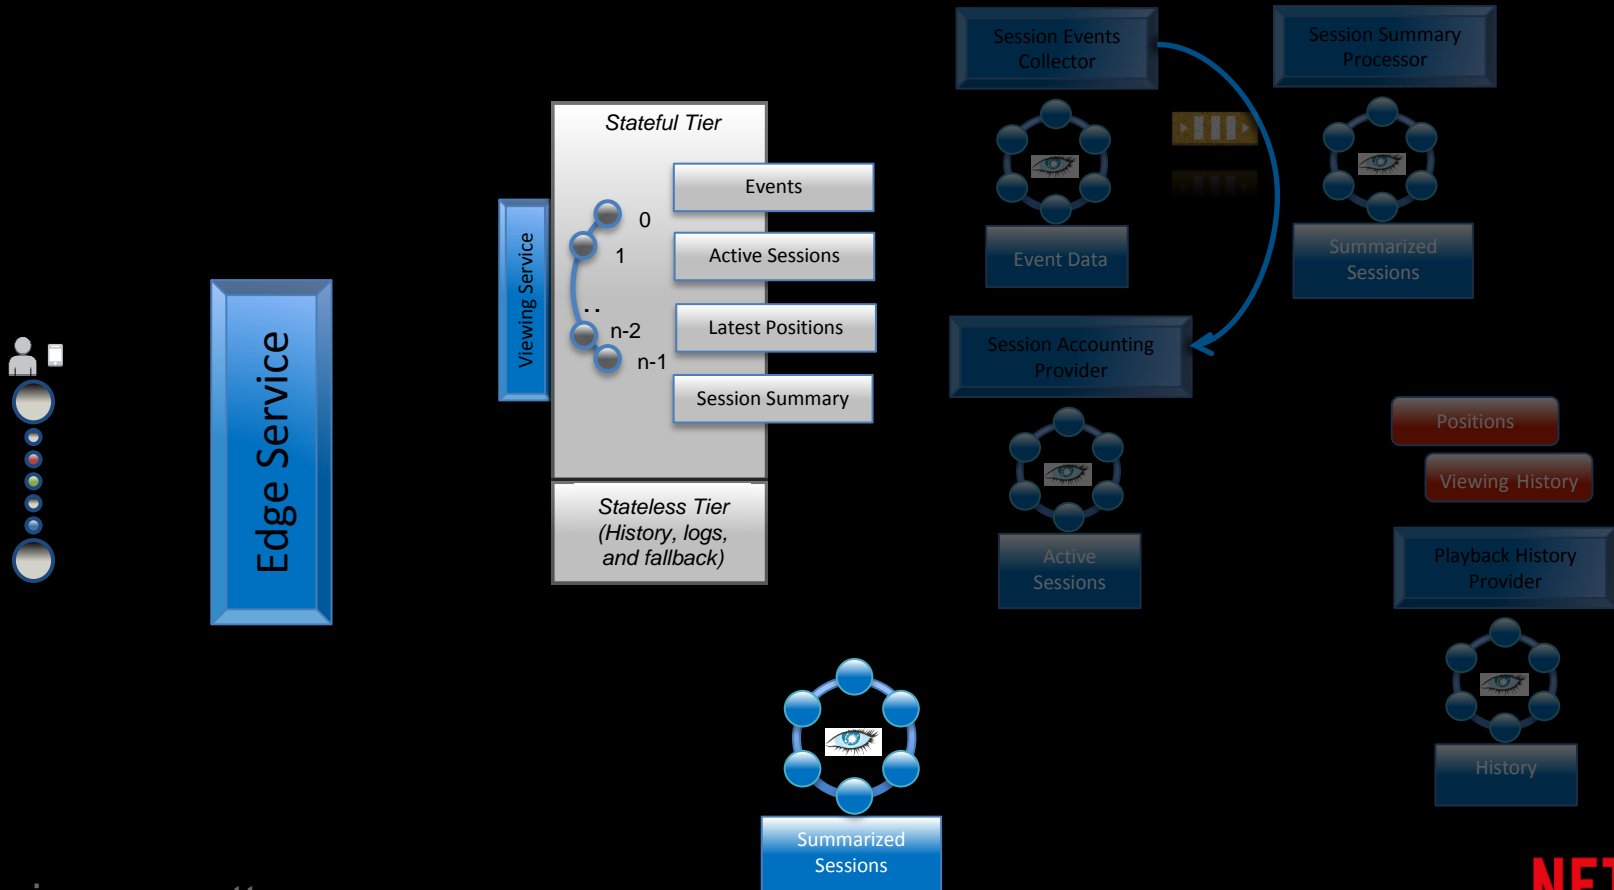 Session Events
Collector
Session Summary
Processor
Stateful Tier
Events
0
Viewing Service
1
Active Sessions
Event Data
Summarized
Sessions
..
n-2
Latest Positions
n-1
Session Accounting
Provider
Edge Service
Session Summary
Positions
Viewing History
Stateless Tier
(History, logs,
and fallback)
Active
Sessions
Playback History
Provider
History
Summarized
Sessions
NET